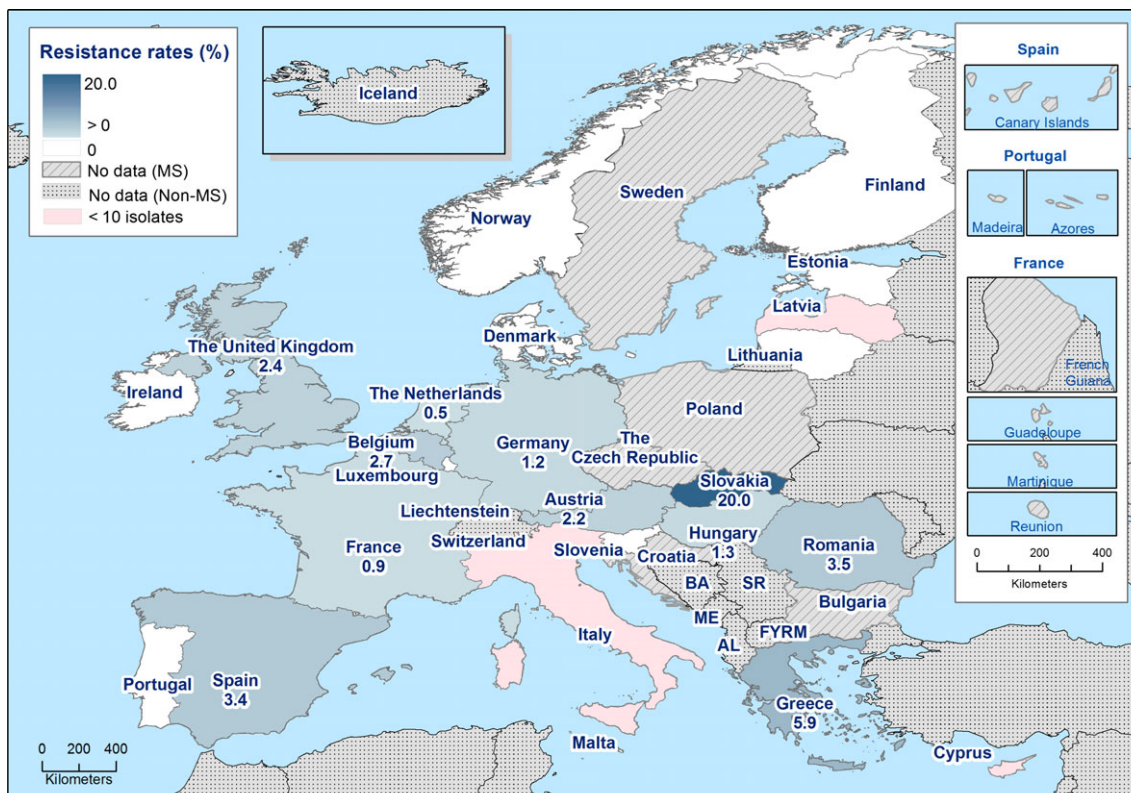 Resistance rates (%)
20.0
> 0
0
No data (MS)
No data (Non-MS)
< 10 isolates
Iceland
Spain
Canary Islands
Portugal
Madeira
Azores
France
French
Guiana
Guadeloupe
Martinique
Reunion
0 200 400
Kilometers
Norway
Sweden
Finland
Estonia
Latvia
Lithuania
Denmark
The United Kingdom
2.4
Ireland
The Netherlands
0.5
Belgium
2.7
Luxembourg
Germany
1.2
Poland
The
Czech Republic
Slovakia
20.0
Austria
2.2
Liechtenstein
Switzerland
France
0.9
Slovenia
Croatia
Hungary
1.3
Romania
3.5
BA
SR
Bulgaria
ME
FYRM
AL
Italy
Portugal
Spain
3.4
Greece
5.9
Malta
Cyprus
0 200 400
Kilometers